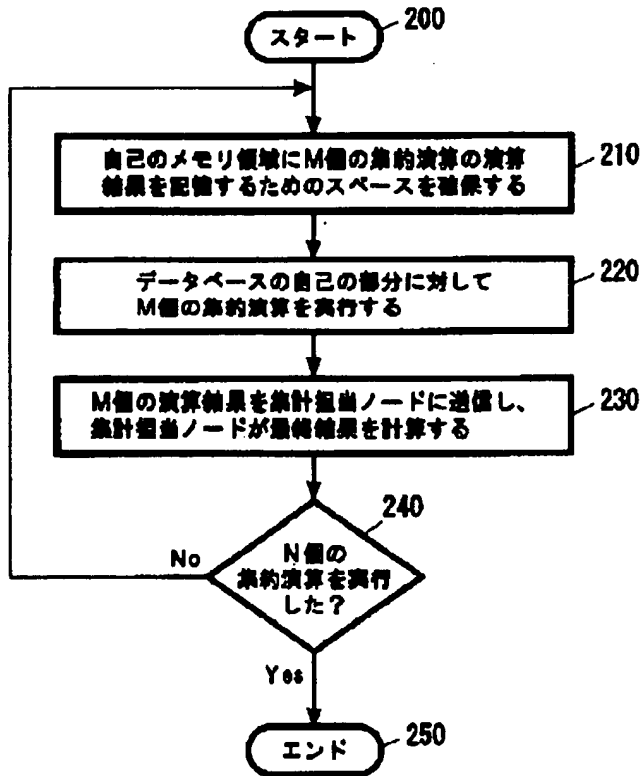 スタート
200
自己のメモリ領域にM個の集約演算の演算
結果を記憶するためのスペースを確保する
210
データベースの自己の部分に対して
M個の集約演算を実行する
220
M個の演算結果を集計担当ノードに送信し、
集計担当ノードが最終結果を計算する
230
240
N個の
集約演算を実行
した？
No
Yes
エンド
250